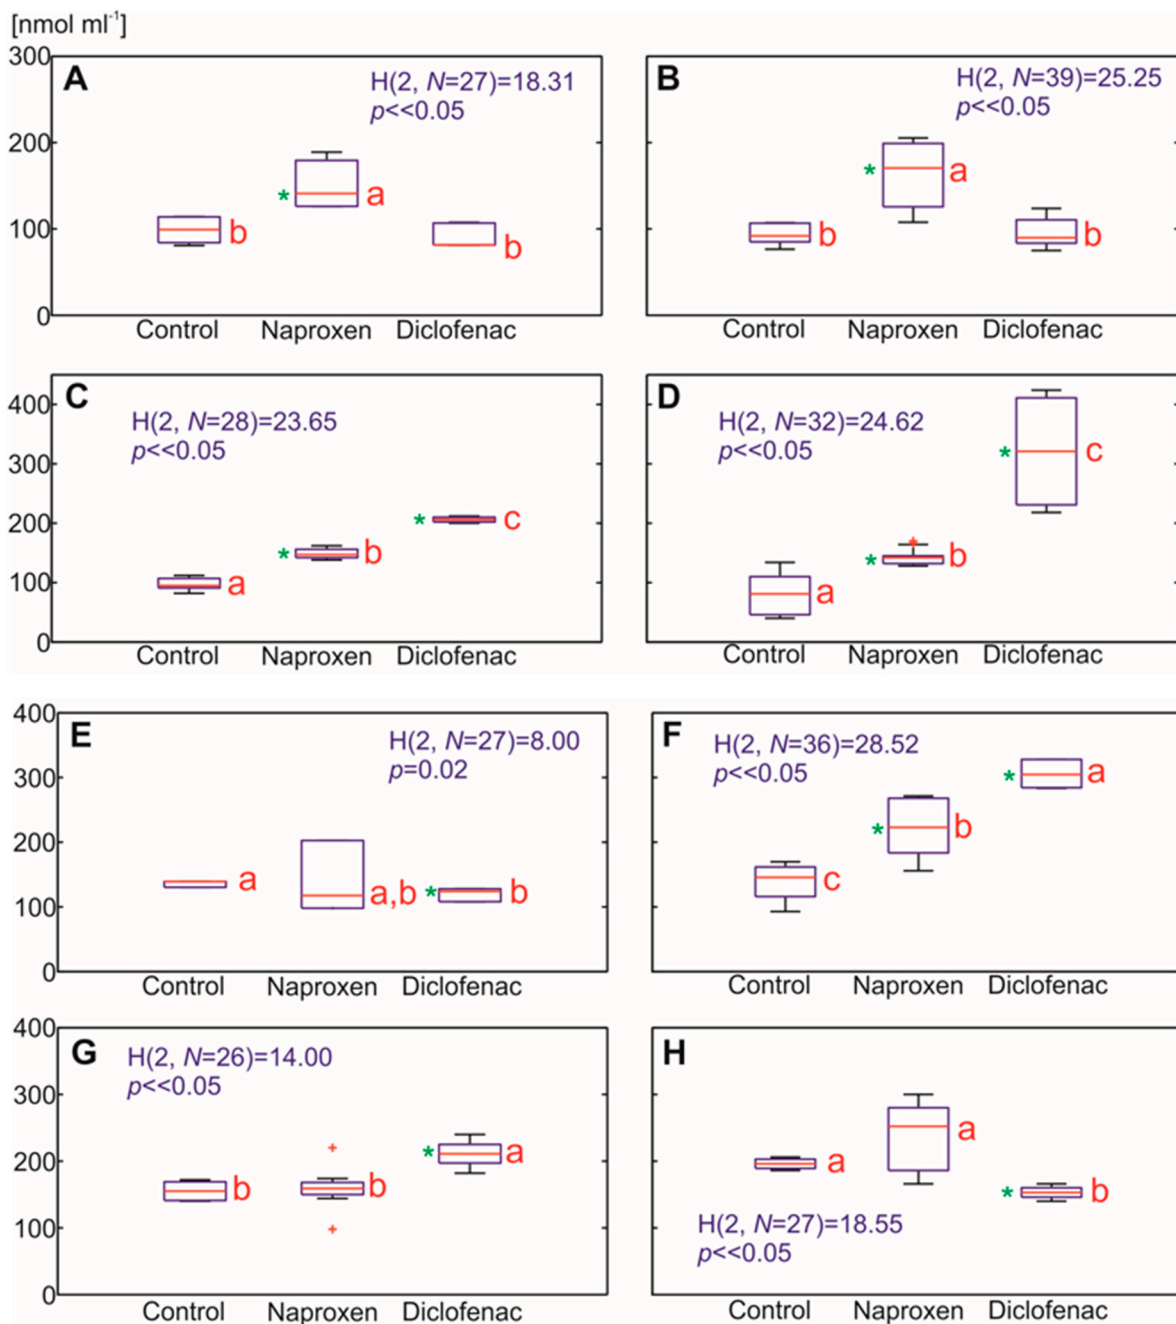 [nmol ml⁻¹]
300
A
H(2, N=27)=18.31
p<<0.05
B
H(2, N=39)=25.25
p<<0.05
200
* a
* a
100
b
b
b
b
0
Control Naproxen Diclofenac
Control Naproxen Diclofenac
C
D
400
H(2, N=28)=23.65
p<<0.05
H(2, N=32)=24.62
p<<0.05
300
* c
200
* c
* b
* b
100
a
a
0
Control Naproxen Diclofenac
Control Naproxen Diclofenac
400
E
H(2, N=27)=8.00
p=0.02
F
H(2, N=36)=28.52
p<<0.05
300
* a
200
* b
100
a
a,b
* b
c
0
Control Naproxen Diclofenac
Control Naproxen Diclofenac
400
G
H(2, N=26)=14.00
p<<0.05
H
300
200
b
b
* a
a
a
* b
100
H(2, N=27)=18.55
p<<0.05
0
Control Naproxen Diclofenac
Control Naproxen Diclofenac